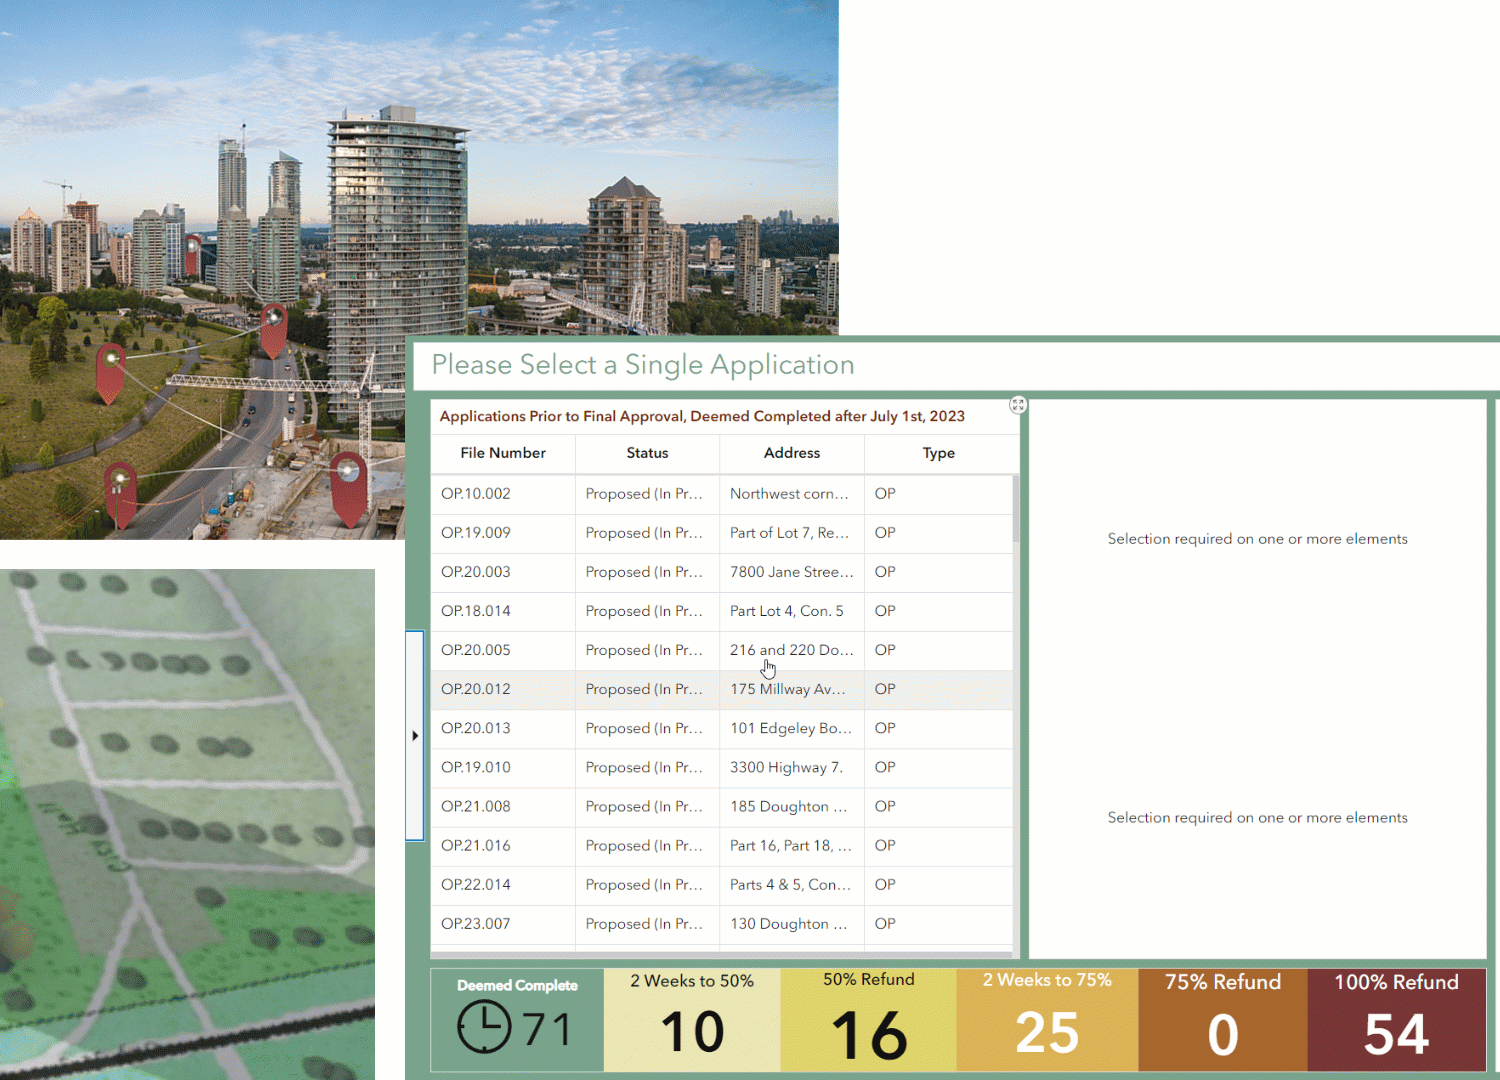 Please Select a Single Application
Applications Prior to Final Approval, Deemed Completed after July 1st, 2023
File Number Status Address Type
OP.10.002 Proposed (In Pr... Northwest corn... OP
OP.19.009 Proposed (In Pr... Part of Lot 7, Re... OP
OP.20.003 Proposed (In Pr... 7800 Jane Stree... OP
OP.18.014 Proposed (In Pr... Part Lot 4, Con. 5 OP
OP.20.005 Proposed (In Pr... 216 and 220 Do... OP
OP.20.012 Proposed (In Pr... 175 Millway Av... OP
OP.20.013 Proposed (In Pr... 101 Edgeley Bo... OP
OP.19.010 Proposed (In Pr... 3300 Highway 7. OP
OP.21.008 Proposed (In Pr... 185 Doughton ... OP
OP.21.016 Proposed (In Pr... Part 16, Part 18, ... OP
OP.22.014 Proposed (In Pr... Parts 4 & 5, Con... OP
OP.23.007 Proposed (In Pr... 130 Doughton ... OP
Selection required on one or more elements
Selection required on one or more elements
Deemed Complete
71
2 Weeks to 50%
10
50% Refund
16
2 Weeks to 75%
25
75% Refund
0
100% Refund
54